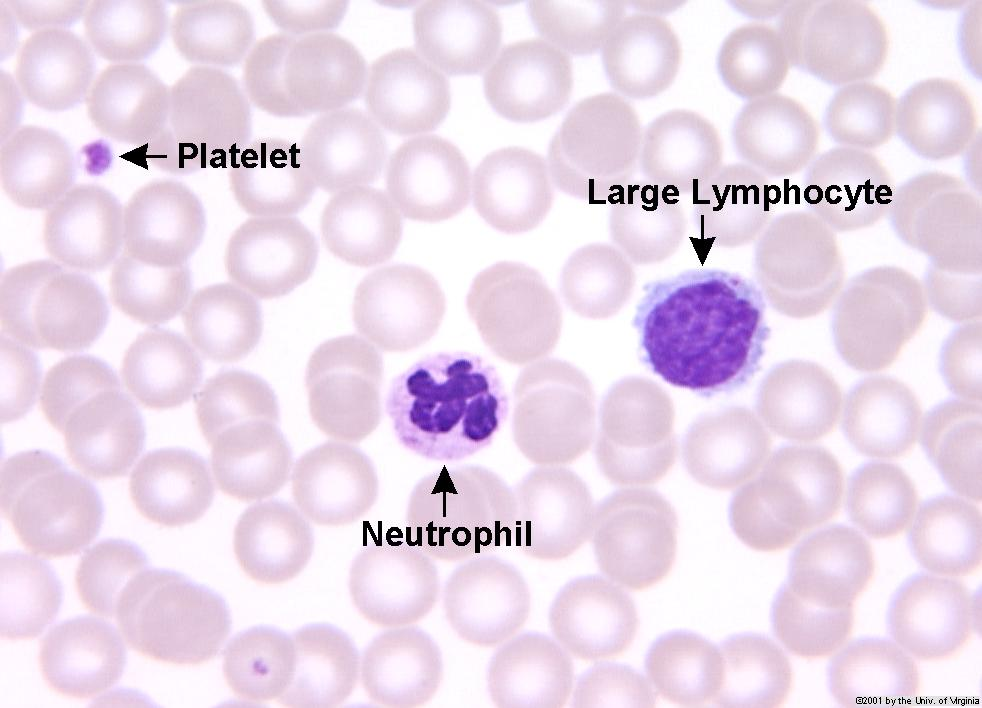 Platelet
Large Lymphocyte
Neutrophil
©2001 by the Univ. of Virginia